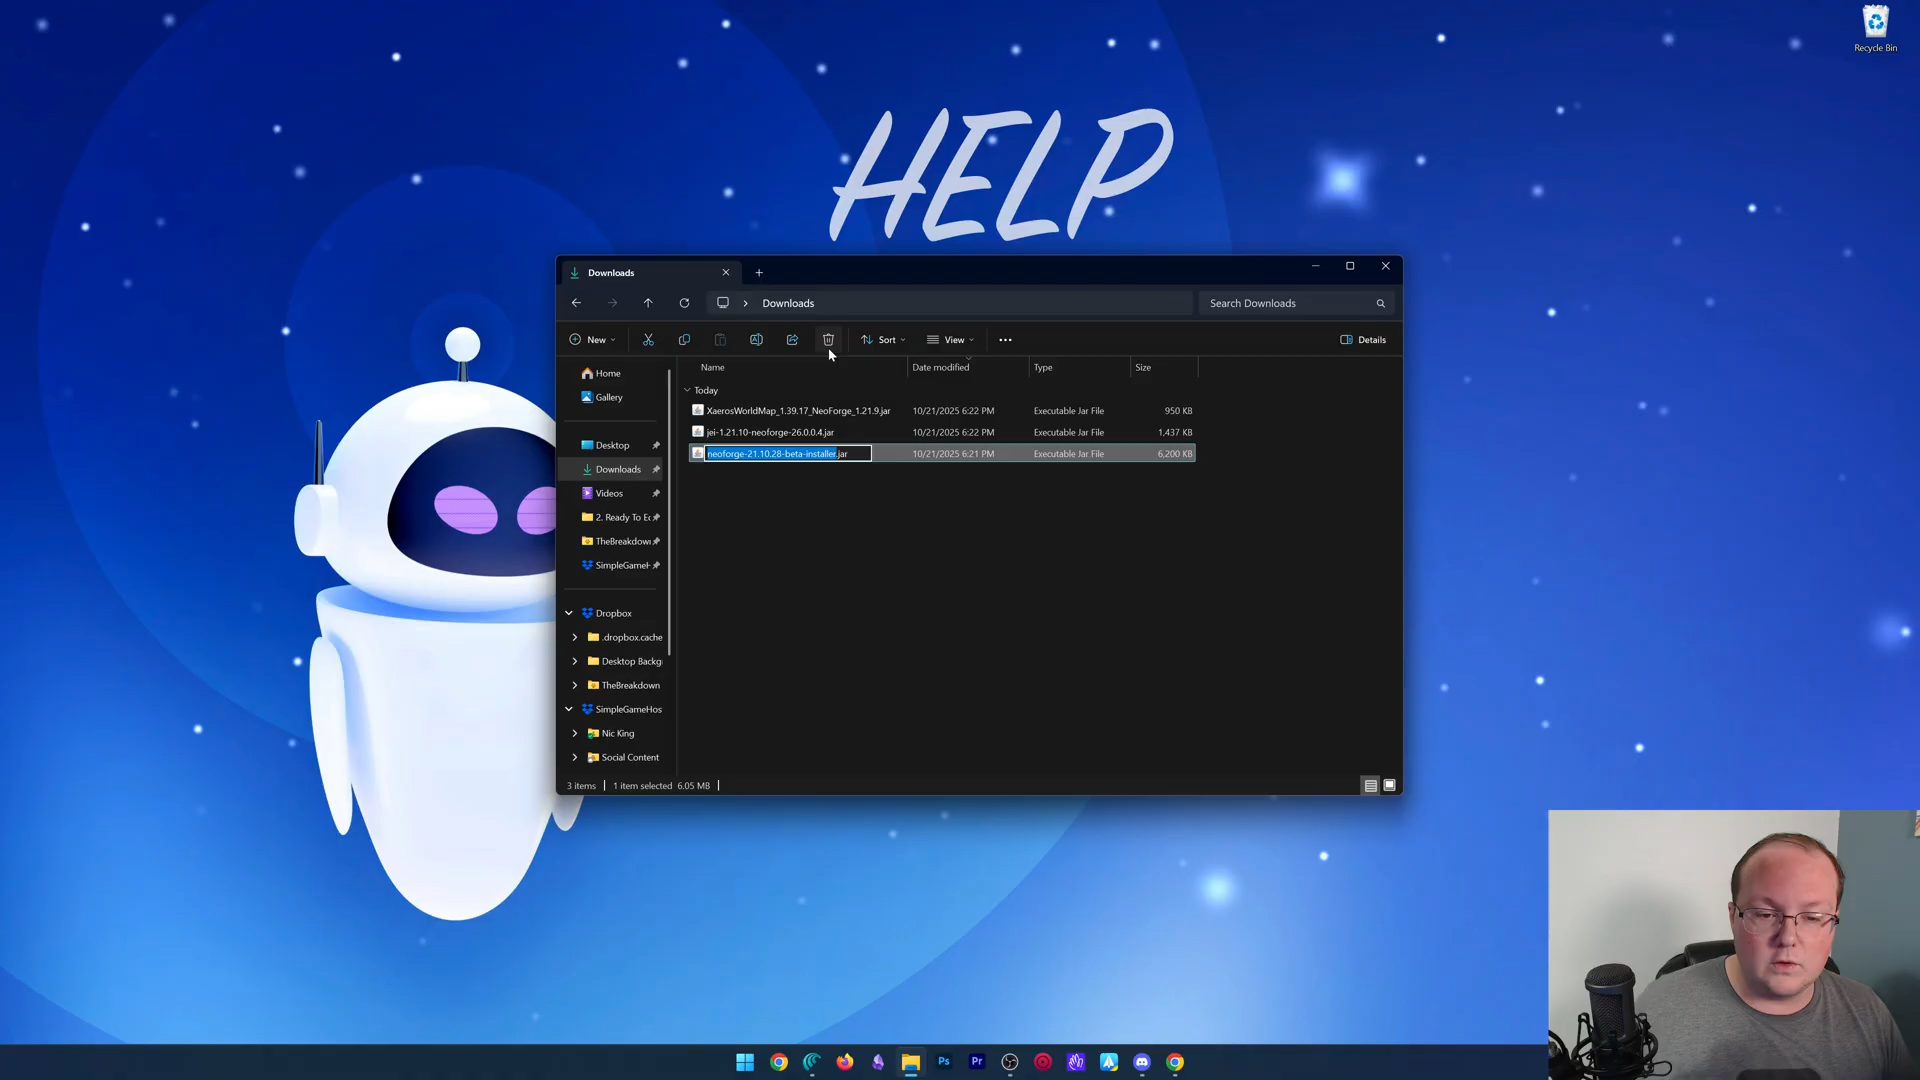 Recycle Bin
HELP
Downloads
Downloads
Search Downloads
New
Sort
View
Details
Name
Date modified
Type
Size
Home
Gallery
Desktop
Downloads
Videos
2. Ready To Ec
TheBreakdown
SimpleGameH
Dropbox
.dropbox.cache
Desktop Backg
TheBreakdown
SimpleGameHos
Nic King
Social Content
Today
XaerosWorldMap_1.39.17_NeoForge_1.21.9.jar 10/21/2025 6:22 PM Executable Jar File 950 KB
jei-1.21.10-neoforge-26.0.0.4.jar 10/21/2025 6:22 PM Executable Jar File 1,437 KB
neoforge-21.10.28-beta-installer.jar 10/21/2025 6:21 PM Executable Jar File 6,200 KB
3 items 1 item selected 6.05 MB
Ps
Pr